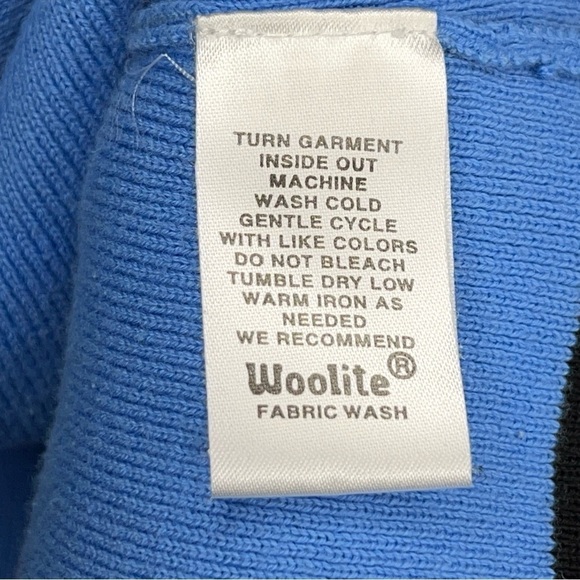 TURN GARMENT
INSIDE OUT
MACHINE
WASH COLD
GENTLE CYCLE
WITH LIKE COLORS
DO NOT BLEACH
TUMBLE DRY LOW
WARM IRON AS
NEEDED
WE RECOMMEND
Woolite®
FABRIC WASH